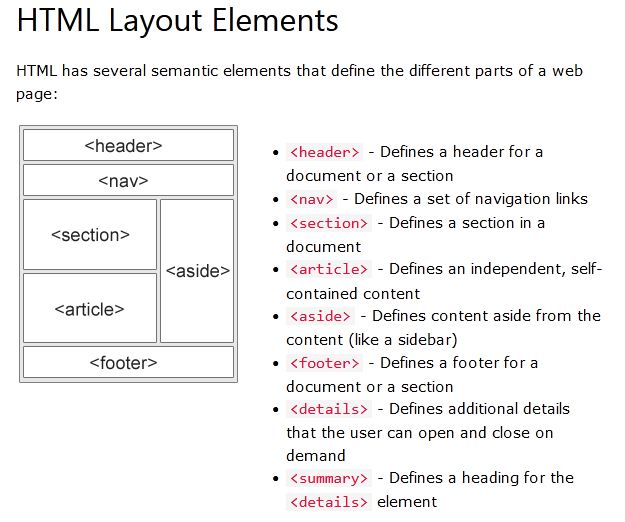 HTML Layout Elements
HTML has several semantic elements that define the different parts of a web
page:
<header>
<nav>
<section>
<aside>
<article>
<footer>
• <header> - Defines a header for a
document or a section
• <nav> - Defines a set of navigation links
• <section> - Defines a section in a
document
• <article> - Defines an independent, self-
contained content
• <aside> - Defines content aside from the
content (like a sidebar)
• <footer> - Defines a footer for a
document or a section
• <details> - Defines additional details
that the user can open and close on
demand
• <summary> - Defines a heading for the
<details> element